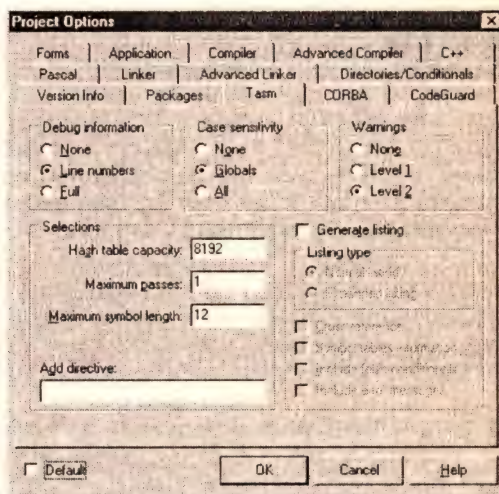 Project Options
Forms Application Compiler Advanced Compiler C++
Pascal Linker Advanced Linker Directories/Conditionals
Version Info Packages Tasm CORBA CodeGuard
Debug information
None
Line numbers
Full
Case sensitivity
None
Globals
All
Warnings
None
Level 1
Level 2
Selections
Hash table capacity: 8192
Maximum passes: 1
Maximum symbol length: 12
Add directive:
Generate listing
Listing type
Default
OK Cancel Help